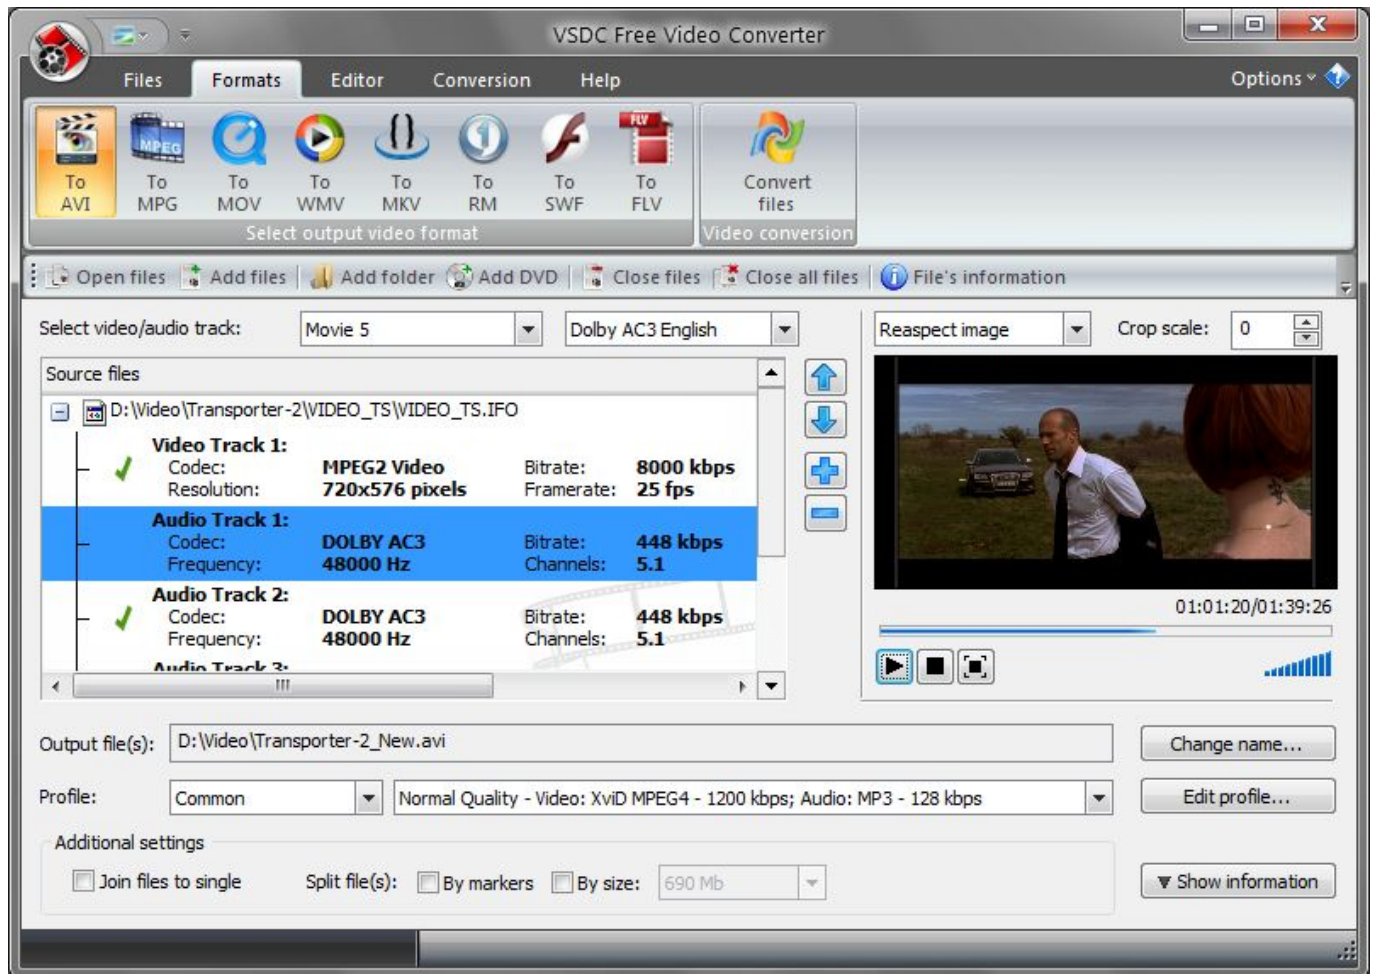 VSDC Free Video Converter
Files Formats Editor Conversion Help Options
MPEG FLV
To AVI To MPG To MOV To WMV To MKV To RM To SWF To FLV Convert files
Select output video format Video conversion
Open files Add files Add folder Add DVD Close files Close all files File's information
Select video/audio track: Movie 5 Dolby AC3 English Reaspect image Crop scale: 0
Source files
D:\Video\Transporter-2\VIDEO_TS\VIDEO_TS.IFO
Video Track 1:
Codec: MPEG2 Video Bitrate: 8000 kbps
Resolution: 720x576 pixels Framerate: 25 fps
Audio Track 1:
Codec: DOLBY AC3 Bitrate: 448 kbps
Frequency: 48000 Hz Channels: 5.1
Audio Track 2:
Codec: DOLBY AC3 Bitrate: 448 kbps
Frequency: 48000 Hz Channels: 5.1
Audio Track 3:
01:01:20/01:39:26
Output file(s): D:\Video\Transporter-2_New.avi Change name...
Profile: Common Normal Quality - Video: XviD MPEG4 - 1200 kbps; Audio: MP3 - 128 kbps Edit profile...
Additional settings
Join files to single Split file(s): By markers By size: 690 Mb Show information